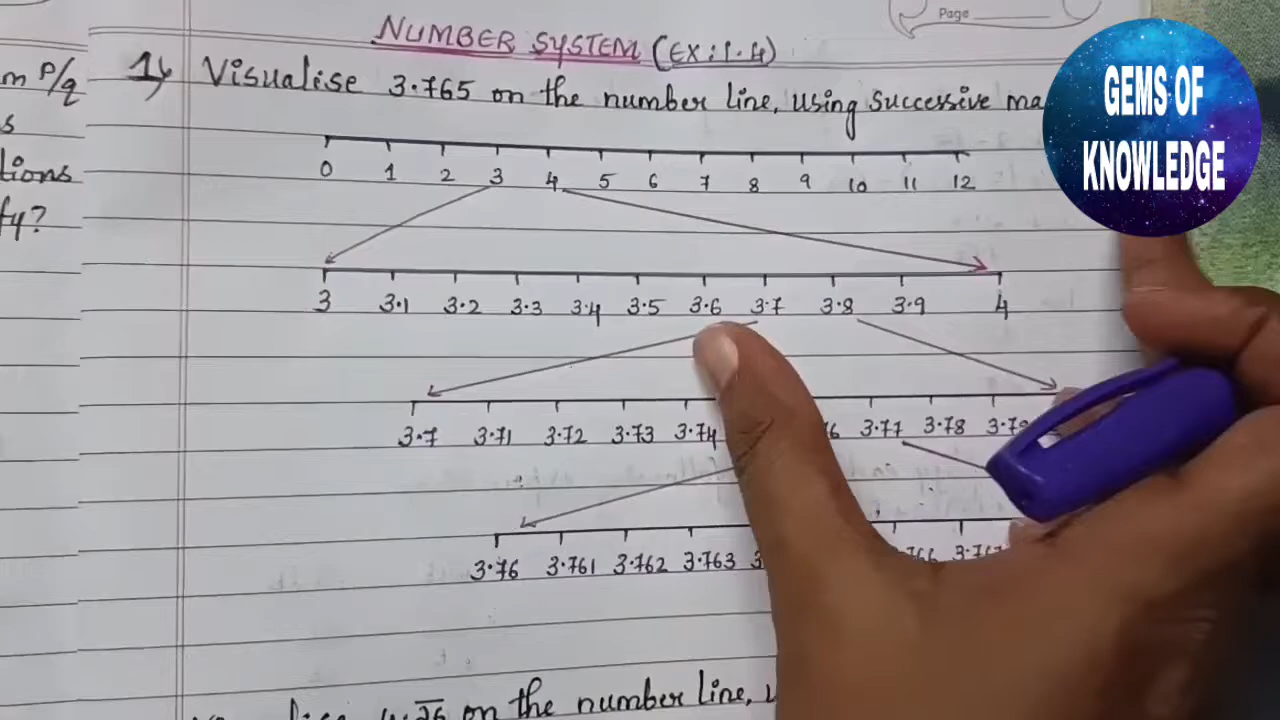 Page
NUMBER SYSTEM (EX:1.4)
m P/q
1) Visualise 3.765 on the number line, using successive
GEMS OF
KNOWLEDGE
s
tions
fy?
0 1 2 3 4 5 6 7 8 9 10 11 12
3 3.1 3.2 3.3 3.4 3.5 3.6 3.7 3.8 3.9 4
3.7 3.71 3.72 3.73 3.74 3.77 3.78 3.79
3.76 3.761 3.762 3.763
on the number line,